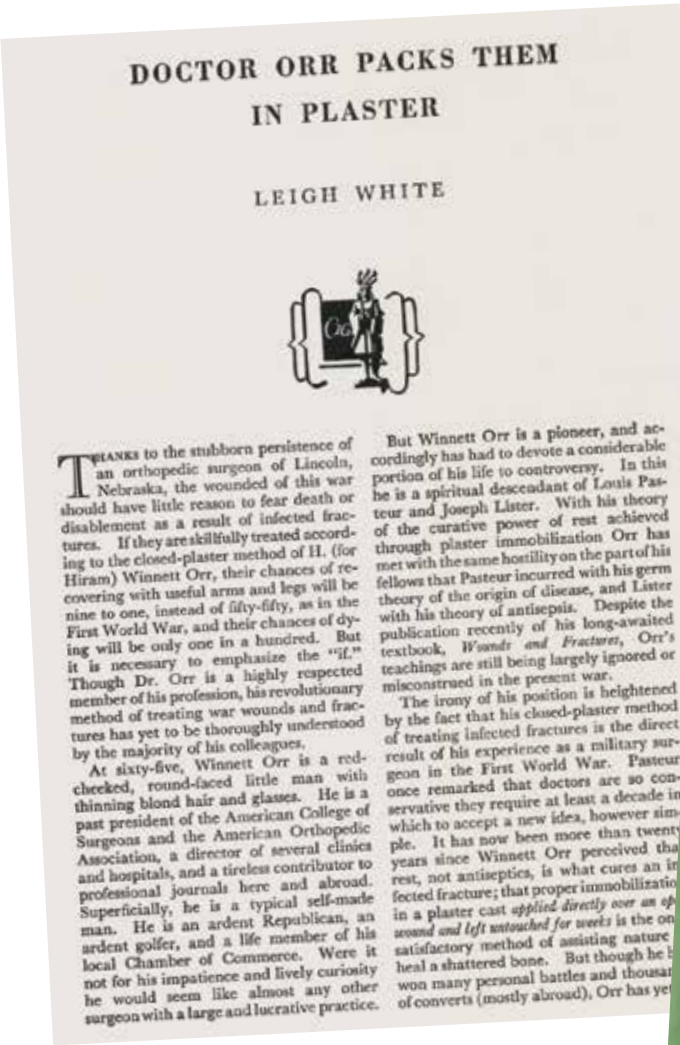 DOCTOR ORR PACKS THEM
IN PLASTER
LEIGH WHITE
THANKS to the stubborn persistence of
an orthopedic surgeon of Lincoln,
Nebraska, the wounded of this war
should have little reason to fear death or
disablement as a result of infected frac-
tures. If they are skillfully treated accord-
ing to the closed-plaster method of H. (for
Hiram) Winnett Orr, their chances of re-
covering with useful arms and legs will be
nine to one, instead of fifty-fifty, as in the
First World War, and their chances of dy-
ing will be only one in a hundred. But
it is necessary to emphasize the "if."
Though Dr. Orr is a highly respected
member of his profession, his revolutionary
method of treating war wounds and frac-
tures has yet to be thoroughly understood
by the majority of his colleagues.
At sixty-five, Winnett Orr is a red-
cheeked, round-faced little man with
thinning blond hair and glasses. He is a
past president of the American College of
Surgeons and the American Orthopedic
Association, a director of several clinics
and hospitals, and a tireless contributor to
professional journals here and abroad.
Superficially, he is a typical self-made
man. He is an ardent Republican, an
ardent golfer, and a life member of his
local Chamber of Commerce. Were it
not for his impatience and lively curiosity
he would seem like almost any other
surgeon with a large and lucrative practice.
But Winnett Orr is a pioneer, and ac-
cordingly has had to devote a considerable
portion of his life to controversy. In this
he is a spiritual descendant of Louis Pas-
teur and Joseph Lister. With his theory
of the curative power of rest achieved
through plaster immobilization Orr has
met with the same hostility on the part of his
fellows that Pasteur incurred with his germ
theory of the origin of disease, and Lister
with his theory of antisepsis. Despite the
publication recently of his long-awaited
textbook, Wounds and Fractures, Orr's
teachings are still being largely ignored or
misconstrued in the present war.
The irony of his position is heightened
by the fact that his closed-plaster method
of treating infected fractures is the direct
result of his experience as a military sur-
geon in the First World War. Pasteur
once remarked that doctors are so con-
servative they require at least a decade in
which to accept a new idea, however sim-
ple. It has now been more than twenty
years since Winnett Orr perceived tha
rest, not antiseptics, is what cures an in
fected fracture; that proper immobilizatio
in a plaster cast applied directly over an op
wound and left untouched for weeks is the on
satisfactory method of assisting nature
heal a shattered bone. But though he h
won many personal battles and thousan
of converts (mostly abroad), Orr has yet